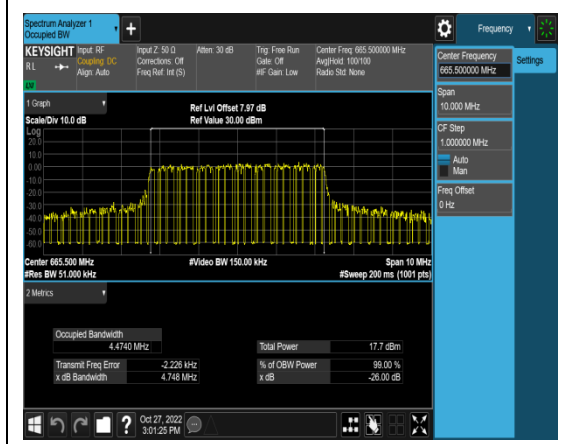 Spectrum Analyzer 1
Occupied BW
+
Frequency
KEYSIGHT Input: RF
RL Coupling: DC
Align: Auto
Input Z: 50 Ω
Corrections: Off
Freq Ref: Int (S)
Atten: 30 dB
Trig: Free Run
Gate: Off
#IF Gain: Low
Center Freq: 665.500000 MHz
Avg|Hold: 100/100
Radio Std: None
Center Frequency
665.500000 MHz
Settings
Span
10.000 MHz
CF Step
1.000000 MHz
Auto
Man
Freq Offset
0 Hz
1 Graph
Scale/Div 10.0 dB
Ref Lvl Offset 7.97 dB
Ref Value 30.00 dBm
Log
20.0
10.0
0.00
-10.0
-20.0
-30.0
-40.0
-50.0
-60.0
Center 665.500 MHz
#Video BW 150.00 kHz
Span 10 MHz
#Res BW 51.000 kHz
#Sweep 200 ms (1001 pts)
2 Metrics
Occupied Bandwidth
4.4740 MHz
Total Power 17.7 dBm
Transmit Freq Error -2.226 kHz
% of OBW Power 99.00 %
x dB Bandwidth 4.748 MHz
x dB -26.00 dB
?
Oct 27, 2022
3:01:25 PM